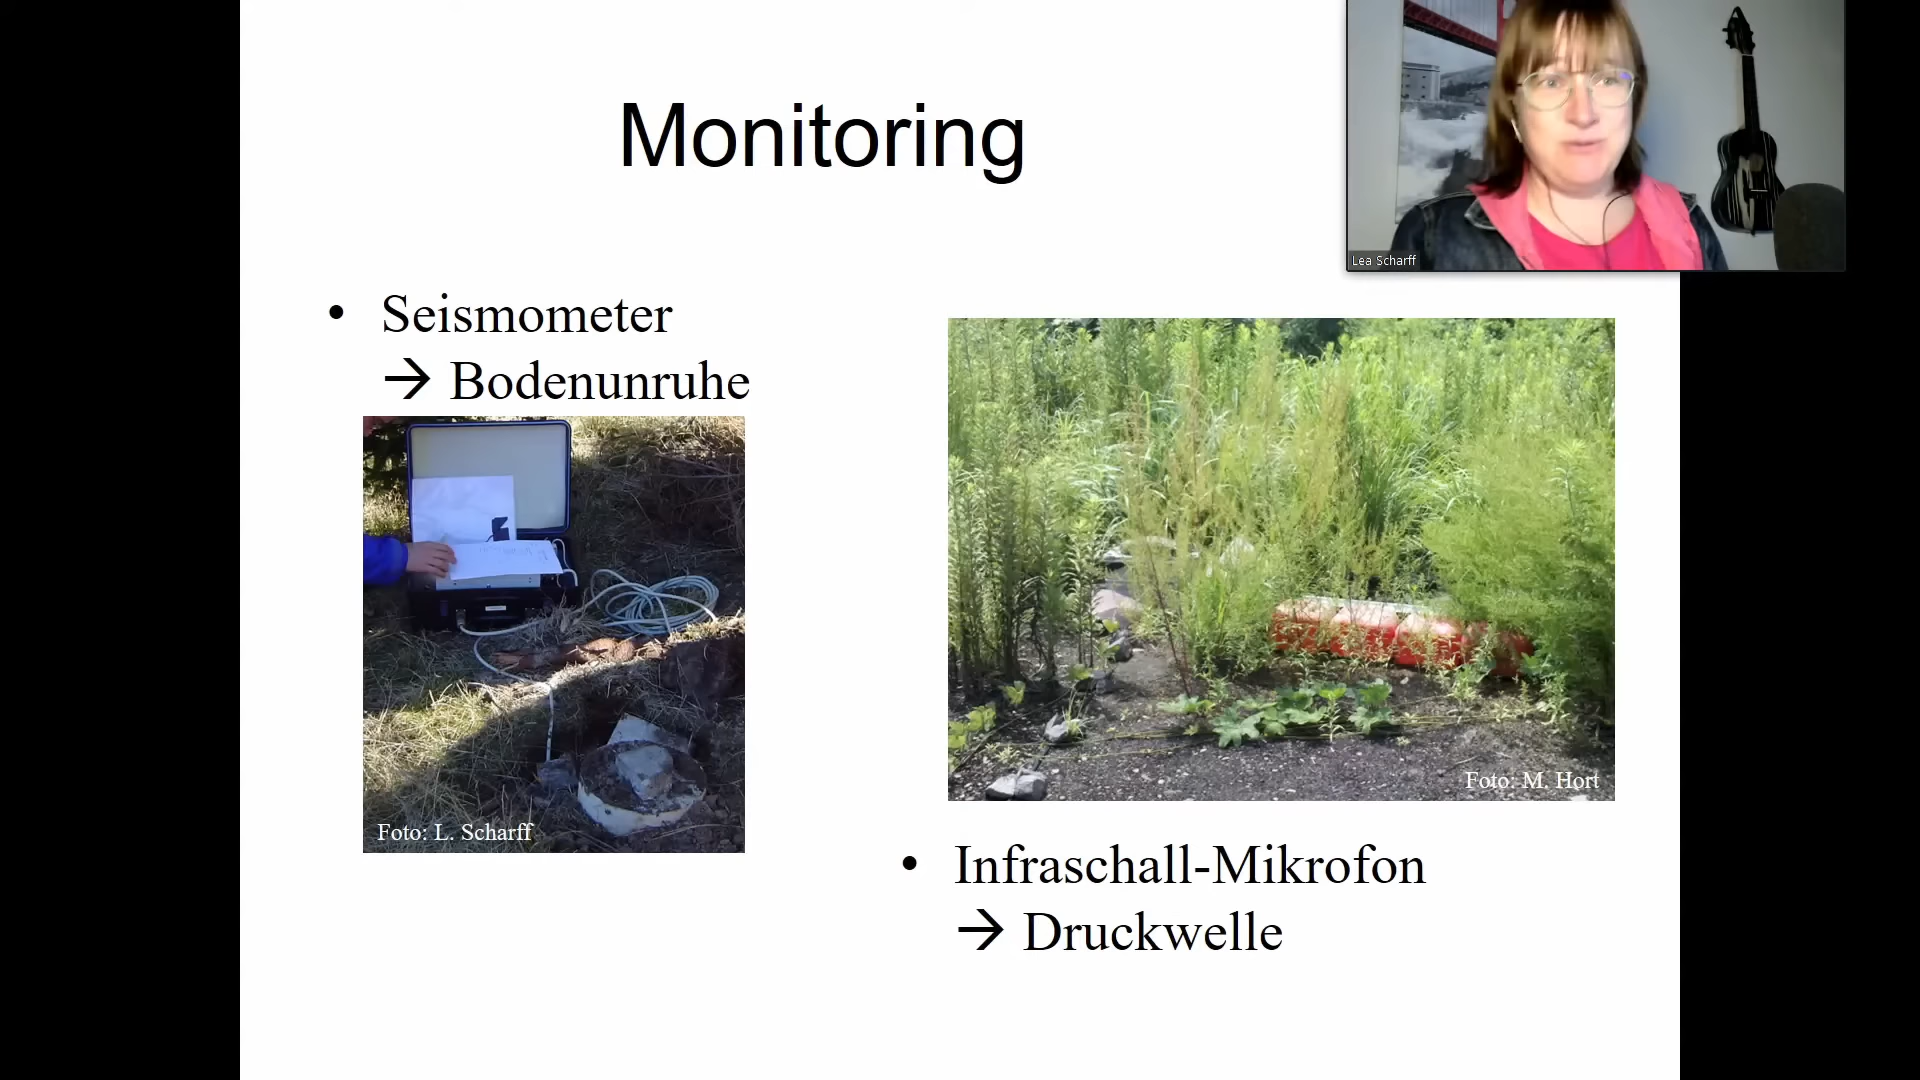 Monitoring
Lea Scharff
• Seismometer
→ Bodenunruhe
Foto: L. Scharff
Foto: M. Hort
• Infraschall-Mikrofon
→ Druckwelle